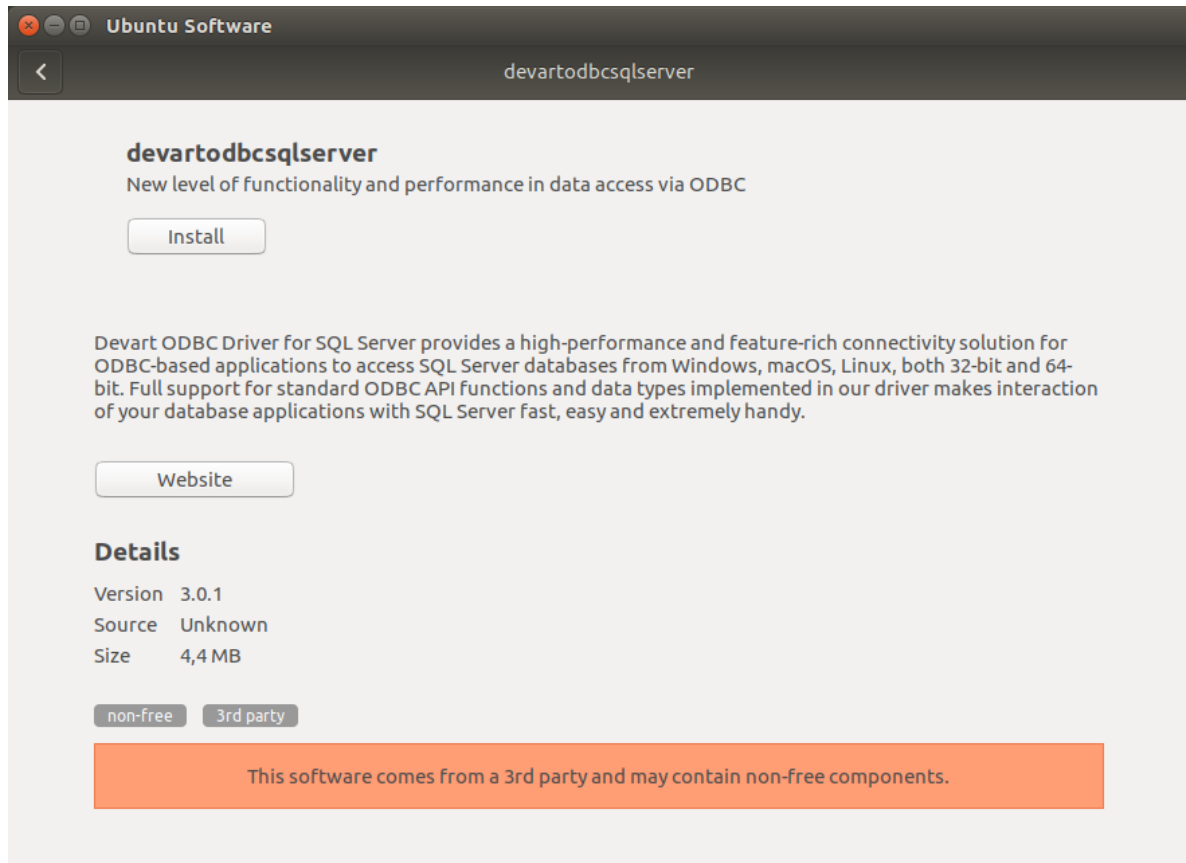 Ubuntu Software
devartodbcsqlserver
devartodbcsqlserver
New level of functionality and performance in data access via ODBC
Install
Devart ODBC Driver for SQL Server provides a high-performance and feature-rich connectivity solution for
ODBC-based applications to access SQL Server databases from Windows, macOS, Linux, both 32-bit and 64-
bit. Full support for standard ODBC API functions and data types implemented in our driver makes interaction
of your database applications with SQL Server fast, easy and extremely handy.
Website
Details
Version 3.0.1
Source Unknown
Size 4,4 MB
non-free 3rd party
This software comes from a 3rd party and may contain non-free components.